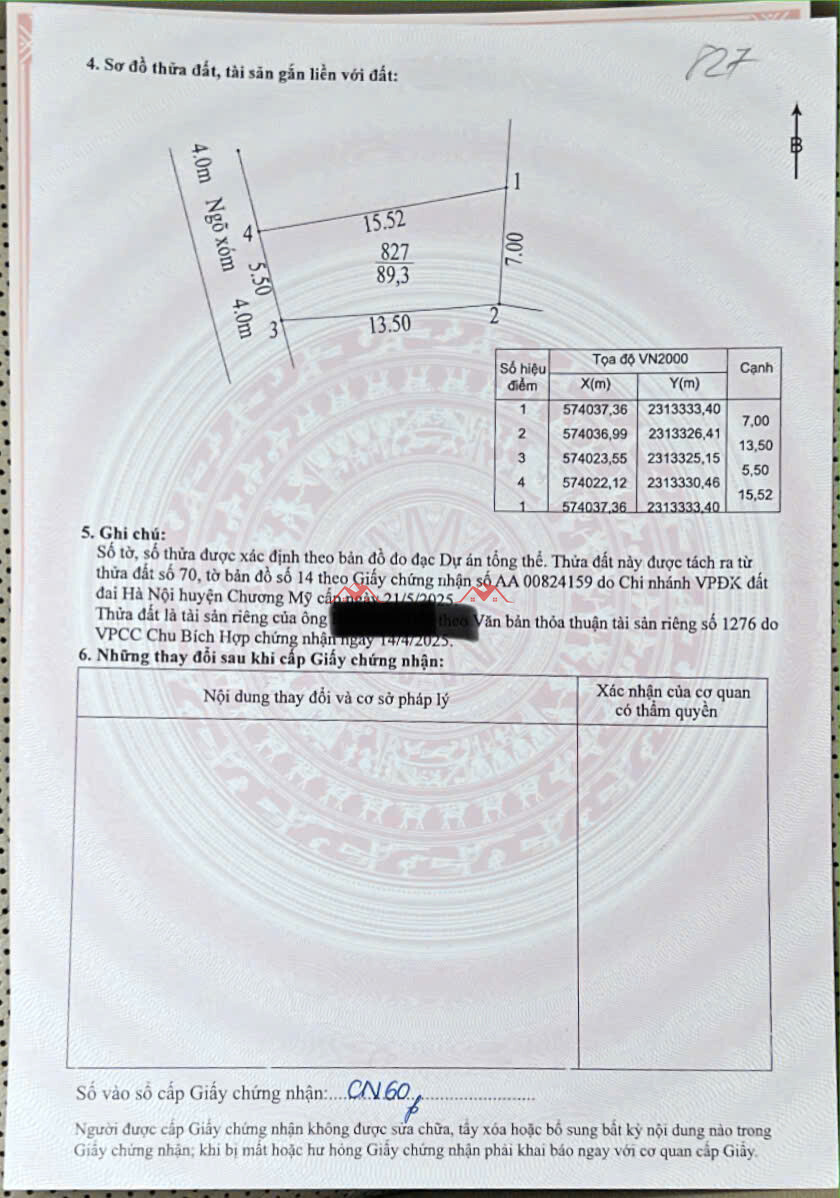 4. Sơ đồ thửa đất, tài sản gắn liền với đất:
827
B
4.0m Ngõ xóm 4.0m
1
4
15.52
827
89,3
7.00
5.50
3
13.50
2
Số hiệu điểm Tọa độ VN2000 Cạnh
X(m) Y(m)
1 574037,36 2313333,40
7,00
2 574036,99 2313326,41
13,50
3 574023,55 2313325,15
5,50
4 574022,12 2313330,46
15,52
1 574037,36 2313333,40
5. Ghi chú:
Số tờ, số thửa được xác định theo bản đồ đo đạc Dự án tổng thể. Thửa đất này được tách ra từ
thửa đất số 70, tờ bản đồ số 14 theo Giấy chứng nhận số AA 00824159 do Chi nhánh VPĐK đất
đai Hà Nội huyện Chương Mỹ cấp ngày 21/5/2025.
Thửa đất là tài sản riêng của ông theo Văn bản thỏa thuận tài sản riêng số 1276 do
VPCC Chu Bích Hợp chứng nhận ngày 14/4/2025.
6. Những thay đổi sau khi cấp Giấy chứng nhận:
Nội dung thay đổi và cơ sở pháp lý Xác nhận của cơ quan
có thẩm quyền
Số vào sổ cấp Giấy chứng nhận:....CN60....................
Người được cấp Giấy chứng nhận không được sửa chữa, tẩy xóa hoặc bổ sung bất kỳ nội dung nào trong
Giấy chứng nhận; khi bị mất hoặc hư hỏng Giấy chứng nhận phải khai báo ngay với cơ quan cấp Giấy.